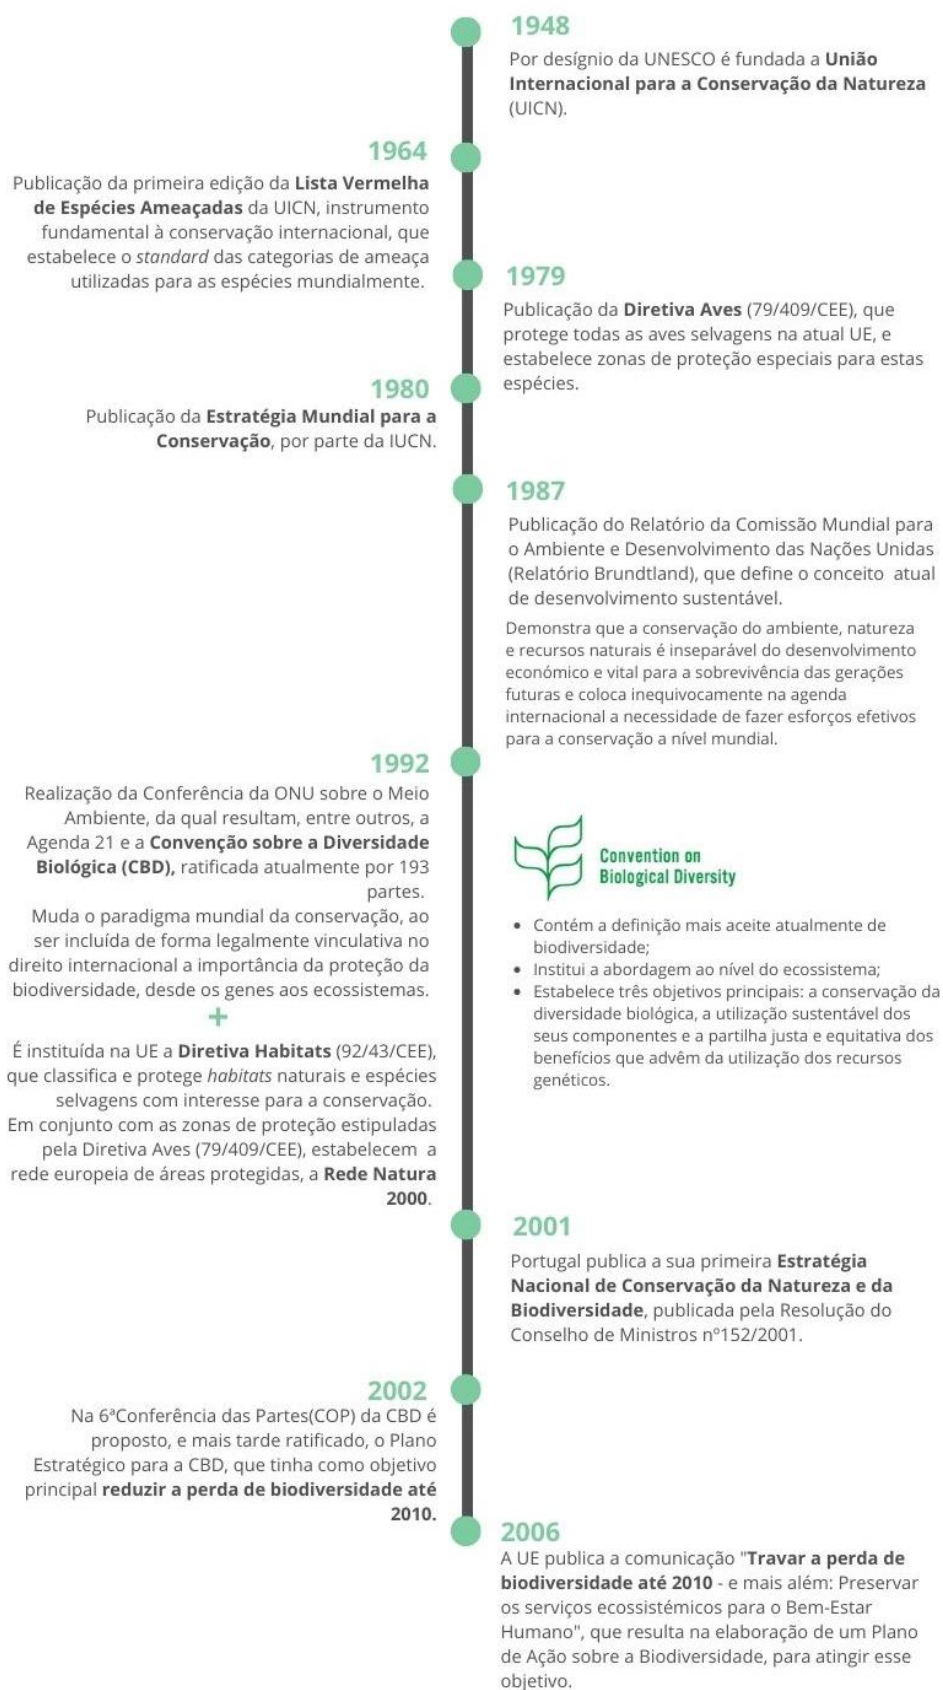 1948
Por desígnio da UNESCO é fundada a União
Internacional para a Conservação da Natureza
(UICN).
1964
Publicação da primeira edição da Lista Vermelha
de Espécies Ameaçadas da UICN, instrumento
fundamental à conservação internacional, que
estabelece o standard das categorias de ameaça
utilizadas para as espécies mundialmente.
1979
Publicação da Diretiva Aves (79/409/CEE), que
protege todas as aves selvagens na atual UE, e
estabelece zonas de proteção especiais para estas
espécies.
1980
Publicação da Estratégia Mundial para a
Conservação, por parte da IUCN.
1987
Publicação do Relatório da Comissão Mundial para
o Ambiente e Desenvolvimento das Nações Unidas
(Relatório Brundtland), que define o conceito atual
de desenvolvimento sustentável.
Demonstra que a conservação do ambiente, natureza
e recursos naturais é inseparável do desenvolvimento
económico e vital para a sobrevivência das gerações
futuras e coloca inequivocamente na agenda
internacional a necessidade de fazer esforços efetivos
para a conservação a nível mundial.
1992
Realização da Conferência da ONU sobre o Meio
Ambiente, da qual resultam, entre outros, a
Agenda 21 e a Convenção sobre a Diversidade
Biológica (CBD), ratificada atualmente por 193
partes.
Muda o paradigma mundial da conservação, ao
ser incluída de forma legalmente vinculativa no
direito internacional a importância da proteção da
biodiversidade, desde os genes aos ecossistemas.
+
É instituída na UE a Diretiva Habitats (92/43/CEE),
que classifica e protege habitats naturais e espécies
selvagens com interesse para a conservação.
Em conjunto com as zonas de proteção estipuladas
pela Diretiva Aves (79/409/CEE), estabelecem a
rede europeia de áreas protegidas, a Rede Natura
2000.
Convention on
Biological Diversity
• Contém a definição mais aceite atualmente de
biodiversidade;
• Institui a abordagem ao nível do ecossistema;
• Estabelece três objetivos principais: a conservação da
diversidade biológica, a utilização sustentável dos
seus componentes e a partilha justa e equitativa dos
benefícios que advêm da utilização dos recursos
genéticos.
2001
Portugal publica a sua primeira Estratégia
Nacional de Conservação da Natureza e da
Biodiversidade, publicada pela Resolução do
Conselho de Ministros nº152/2001.
2002
Na 6ªConferência das Partes(COP) da CBD é
proposto, e mais tarde ratificado, o Plano
Estratégico para a CBD, que tinha como objetivo
principal reduzir a perda de biodiversidade até
2010.
2006
A UE publica a comunicação "Travar a perda de
biodiversidade até 2010 - e mais além: Preservar
os serviços ecossistémicos para o Bem-Estar
Humano", que resulta na elaboração de um Plano
de Ação sobre a Biodiversidade, para atingir esse
objetivo.